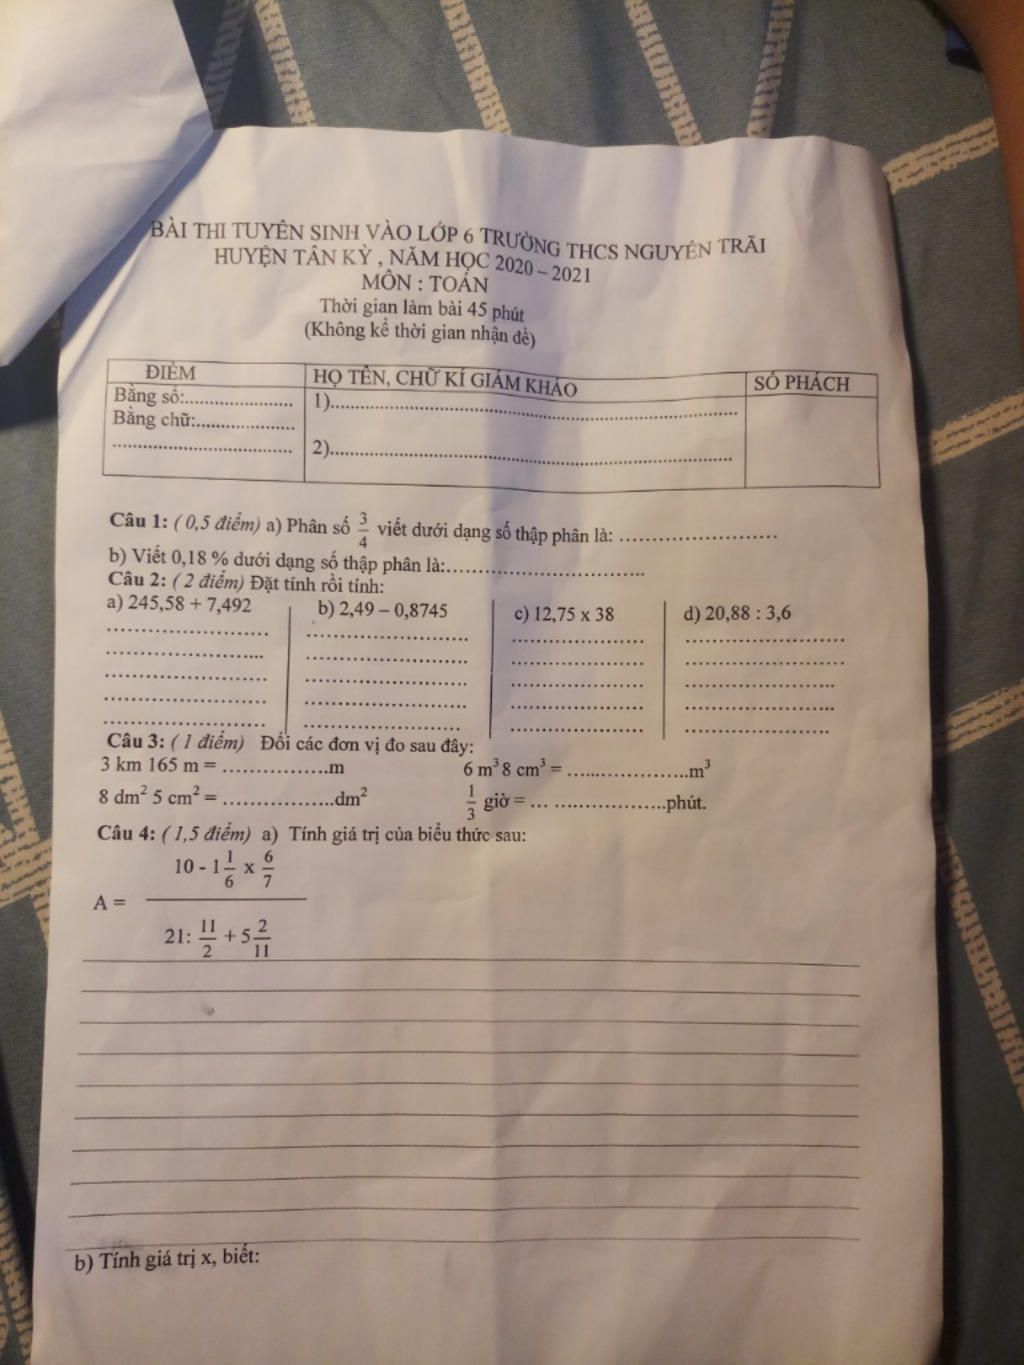 BÀI THI TUYỂN SINH VÀO LỚP 6 TRƯỜNG THCS NGUYỄN TRÃI
HUYỆN TÂN KỲ , NĂM HỌC 2020 – 2021
MÔN : TOÁN
Thời gian làm bài 45 phút
(Không kể thời gian nhận đề)
ĐIỂM HỌ TÊN, CHỮ KÍ GIÁM KHẢO SỐ PHÁCH
Bằng số:..................... 1)............................................................
Bằng chữ:...................
................................... 2)............................................................
Câu 1: ( 0,5 điểm) a) Phân số 3/4 viết dưới dạng số thập phân là: ..........................
b) Viết 0,18 % dưới dạng số thập phân là:.................................
Câu 2: ( 2 điểm) Đặt tính rồi tính:
a) 245,58 + 7,492 b) 2,49 – 0,8745 c) 12,75 x 38 d) 20,88 : 3,6
Câu 3: ( 1 điểm) Đổi các đơn vị đo sau đây:
3 km 165 m = ..................m 6 m³ 8 cm³ = .....................m³
8 dm² 5 cm² = ..................dm² 1/3 giờ = ... ..................phút.
Câu 4: ( 1,5 điểm) a) Tính giá trị của biểu thức sau:
10 - 1 1/6 x 6/7
A =
21: 11/2 + 5 2/11
b) Tính giá trị x, biết: